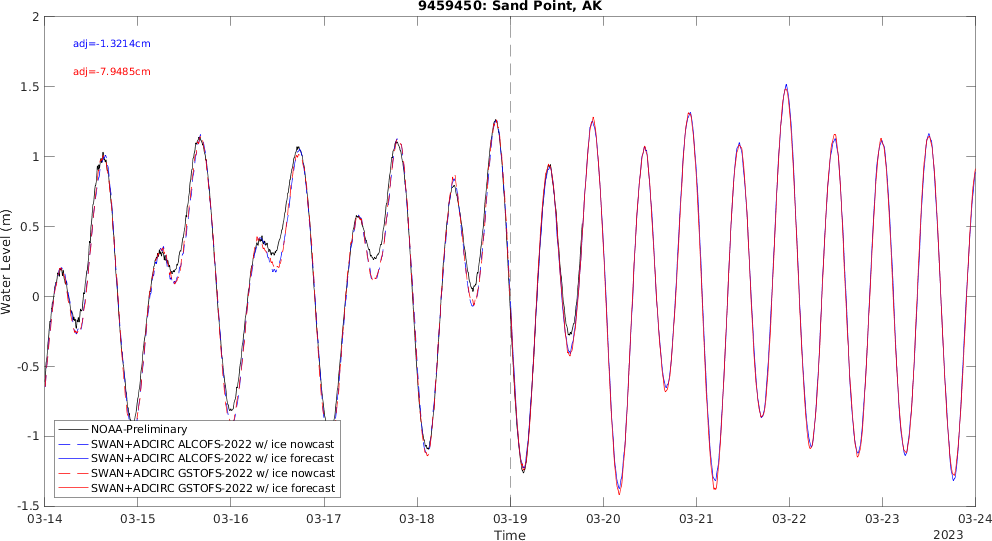 9459450: Sand Point, AK
adj=-1.3214cm
adj=-7.9485cm
Water Level (m)
2
1.5
1
0.5
0
-0.5
-1
-1.5
NOAA-Preliminary
SWAN+ADCIRC ALCOFS-2022 w/ ice nowcast
SWAN+ADCIRC ALCOFS-2022 w/ ice forecast
SWAN+ADCIRC GSTOFS-2022 w/ ice nowcast
SWAN+ADCIRC GSTOFS-2022 w/ ice forecast
03-14 03-15 03-16 03-17 03-18 03-19 03-20 03-21 03-22 03-23 03-24
Time
2023